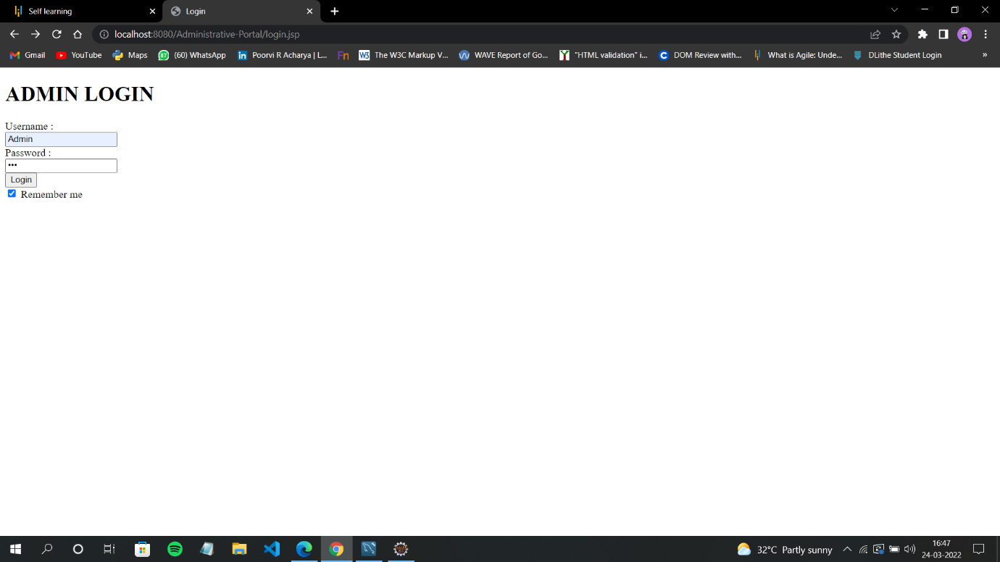 Self learning
Login
localhost:8080/Administrative-Portal/login.jsp
Gmail YouTube Maps (60) WhatsApp Poorvi R Acharya | L... Fn W3 The W3C Markup V... WAVE Report of Go... "HTML validation" i... DOM Review with... What is Agile: Unde... DLithe Student Login »
ADMIN LOGIN
Username :
Admin
Password :
•••
Login
Remember me
32°C Partly sunny
16:47
24-03-2022